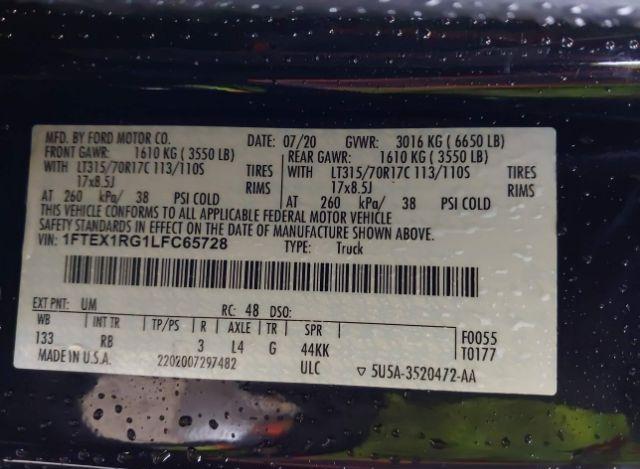 MFD. BY FORD MOTOR CO. DATE: 07/20 GVWR: 3016 KG ( 6650 LB)
FRONT GAWR: 1610 KG ( 3550 LB) REAR GAWR: 1610 KG ( 3550 LB)
WITH LT315/70R17C 113/110S TIRES WITH LT315/70R17C 113/110S TIRES
17x8.5J RIMS 17x8.5J RIMS
AT 260 kPa/ 38 PSI COLD AT 260 kPa/ 38 PSI COLD
THIS VEHICLE CONFORMS TO ALL APPLICABLE FEDERAL MOTOR VEHICLE
SAFETY STANDARDS IN EFFECT ON THE DATE OF MANUFACTURE SHOWN ABOVE.
VIN: 1FTEX1RG1LFC65728 TYPE: Truck
EXT PNT: UM RC: 48 DSO:
WB INT TR TP/PS R AXLE TR SPR F0055
133 RB 3 L4 G 44KK T0177
MADE IN U.S.A. 2202007297482 ULC ▽ 5U5A-3520472-AA